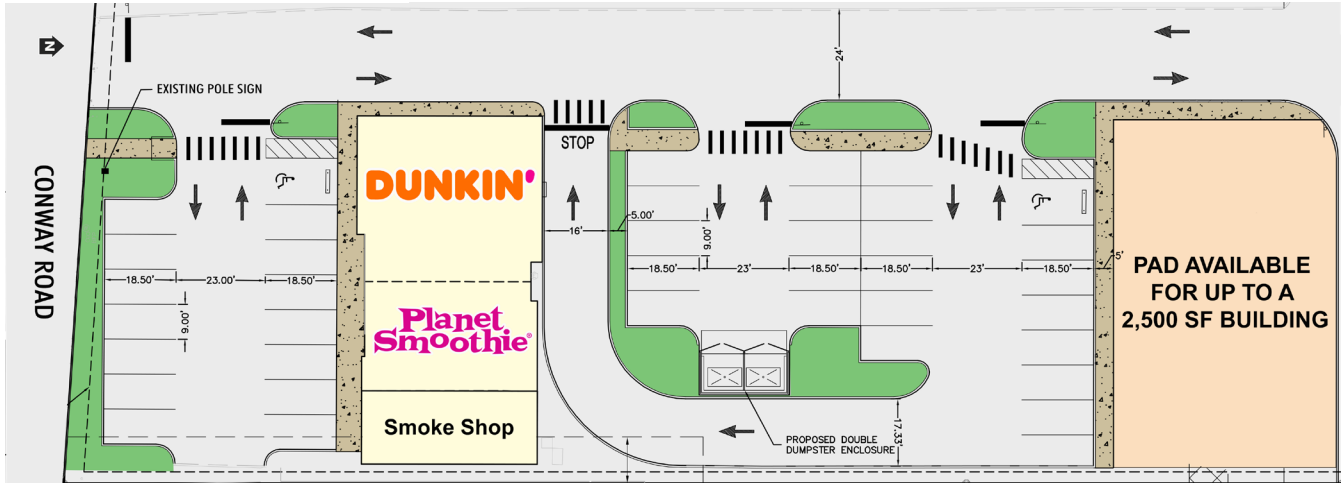 N
EXISTING POLE SIGN
CONWAY ROAD
24'
STOP
DUNKIN'
Planet
Smoothie®
Smoke Shop
16'
5.00'
9.00'
18.50'
23.00'
18.50'
9.00'
18.50'
23'
18.50'
18.50'
23'
18.50'
5'
17.33'
PROPOSED DOUBLE
DUMPSTER ENCLOSURE
PAD AVAILABLE
FOR UP TO A
2,500 SF BUILDING